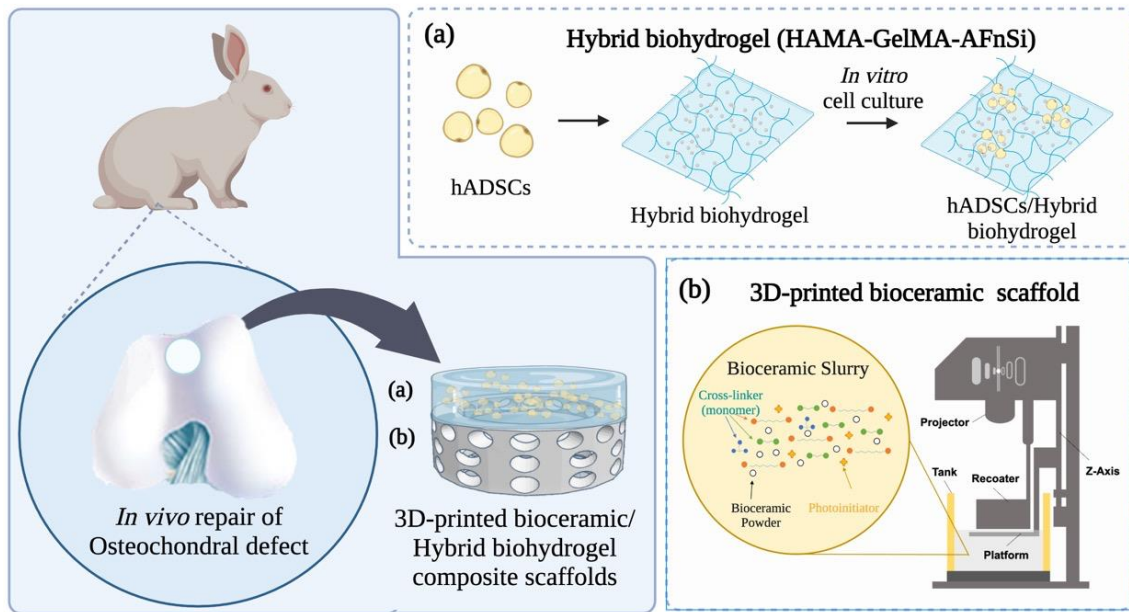 (a)
Hybrid biohydrogel (HAMA-GelMA-AFnSi)
hADSCs
Hybrid biohydrogel
In vitro
cell culture
hADSCs/Hybrid
biohydrogel
In vivo repair of
Osteochondral defect
(a)
(b)
3D-printed bioceramic/
Hybrid biohydrogel
composite scaffolds
(b)
3D-printed bioceramic scaffold
Bioceramic Slurry
Cross-linker
(monomer)
Bioceramic
Powder
Photoinitiator
Projector
Tank
Recoater
Z-Axis
Platform